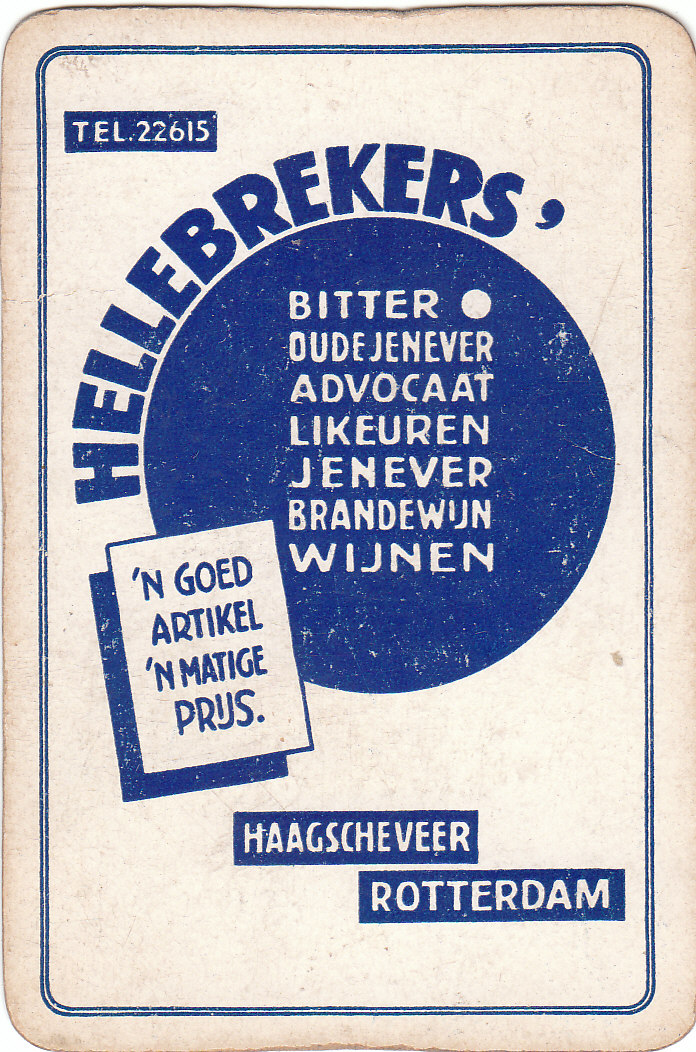 TEL.22615
HELLEBREKERS'
BITTER
OUDE JENEVER
ADVOCAAT
LIKEUREN
JENEVER
BRANDEWIJN
WIJNEN
'N GOED
ARTIKEL
'N MATIGE
PRIJS.
HAAGSCHEVEER
ROTTERDAM